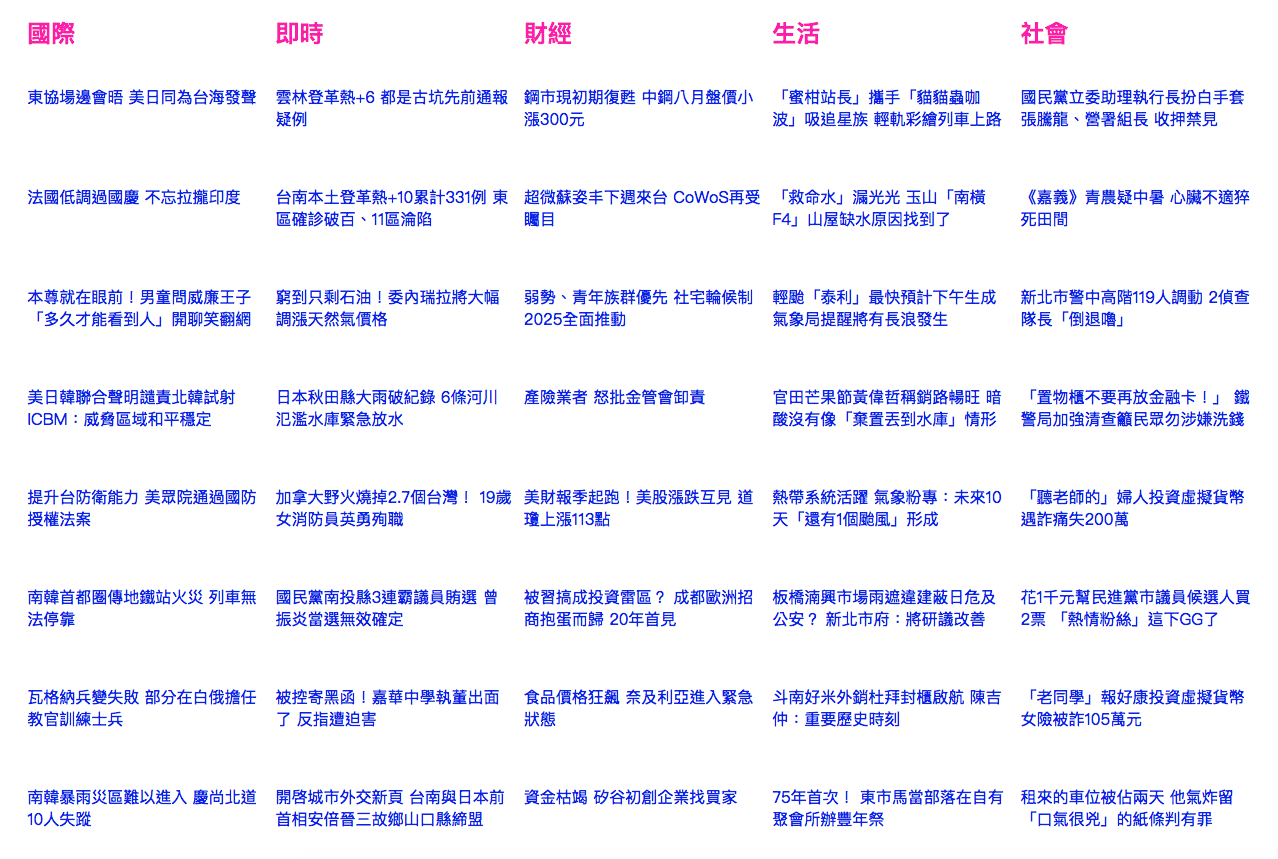 國際
東協場邊會晤 美日同為台海發聲
法國低調過國慶 不忘拉攏印度
本尊就在眼前！男童問威廉王子
「多久才能看到人」開聊笑翻網
美日韓聯合聲明譴責北韓試射
ICBM：威脅區域和平穩定
提升台防衛能力 美眾院通過國防
授權法案
南韓首都圈傳地鐵站火災 列車無
法停靠
瓦格納兵變失敗 部分在白俄擔任
教官訓練士兵
南韓暴雨災區難以進入 慶尚北道
10人失蹤
即時
雲林登革熱+6 都是古坑先前通報
疑例
台南本土登革熱+10累計331例 東
區確診破百、11區淪陷
窮到只剩石油！委內瑞拉將大幅
調漲天然氣價格
日本秋田縣大雨破紀錄 6條河川
氾濫水庫緊急放水
加拿大野火燒掉2.7個台灣！ 19歲
女消防員英勇殉職
國民黨南投縣3連霸議員賄選 曾
振炎當選無效確定
被控寄黑函！嘉華中學執董出面
了 反指遭迫害
開啓城市外交新頁 台南與日本前
首相安倍晉三故鄉山口縣締盟
財經
鋼市現初期復甦 中鋼八月盤價小
漲300元
超微蘇姿丰下週來台 CoWoS再受
矚目
弱勢、青年族群優先 社宅輪候制
2025全面推動
產險業者 怒批金管會卸責
美財報季起跑！美股漲跌互見 道
瓊上漲113點
被習搞成投資雷區？ 成都歐洲招
商抱蛋而歸 20年首見
食品價格狂飆 奈及利亞進入緊急
狀態
資金枯竭 矽谷初創企業找買家
生活
「蜜柑站長」攜手「貓貓蟲咖
波」吸追星族 輕軌彩繪列車上路
「救命水」漏光光 玉山「南橫
F4」山屋缺水原因找到了
輕颱「泰利」最快預計下午生成
氣象局提醒將有長浪發生
官田芒果節黃偉哲稱銷路暢旺 暗
酸沒有像「棄置丟到水庫」情形
熱帶系統活躍 氣象粉專：未來10
天「還有1個颱風」形成
板橋湳興市場雨遮違建蔽日危及
公安？ 新北市府：將研議改善
斗南好米外銷杜拜封櫃啟航 陳吉
仲：重要歷史時刻
75年首次！ 東市馬當部落在自有
聚會所辦豐年祭
社會
國民黨立委助理執行長扮白手套
張騰龍、營署組長 收押禁見
《嘉義》青農疑中暑 心臟不適猝
死田間
新北市警中高階119人調動 2偵查
隊長「倒退嚕」
「置物櫃不要再放金融卡！」 鐵
警局加強清查籲民眾勿涉嫌洗錢
「聽老師的」婦人投資虛擬貨幣
遇詐痛失200萬
花1千元幫民進黨市議員候選人買
2票 「熱情粉絲」這下GG了
「老同學」報好康投資虛擬貨幣
女險被詐105萬元
租來的車位被佔兩天 他氣炸留
「口氣很兇」的紙條判有罪